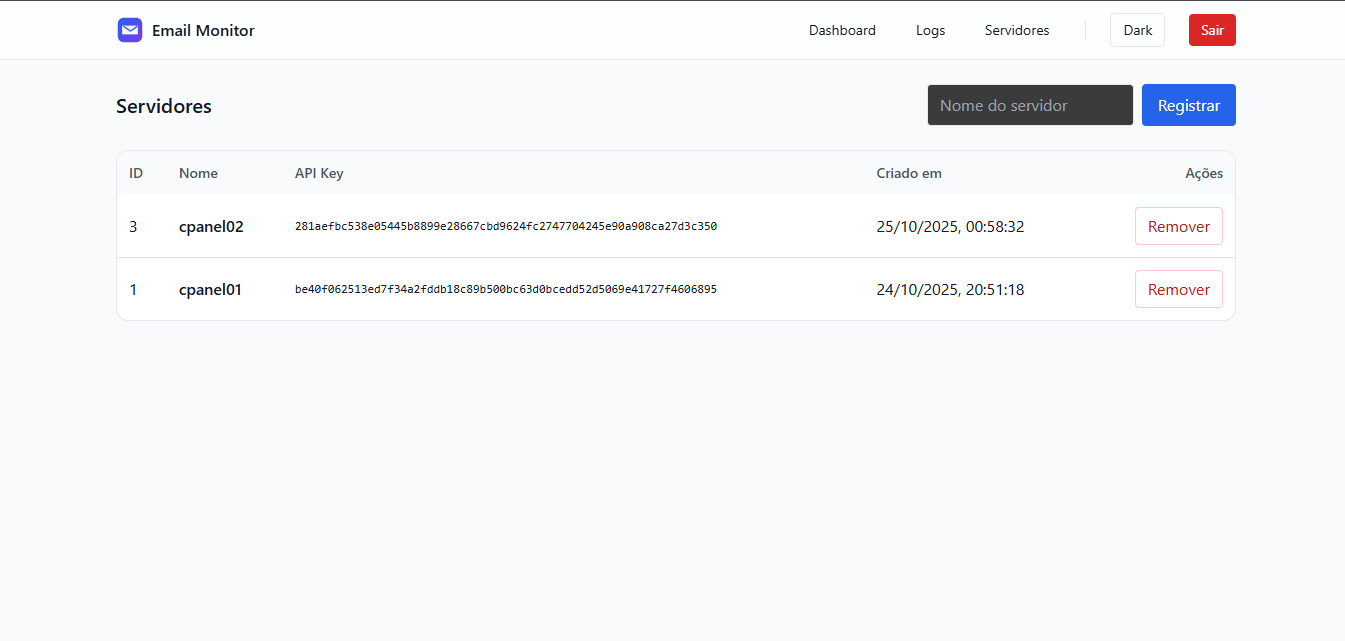 Email Monitor Dashboard Logs Servidores Dark Sair
Servidores Nome do servidor Registrar
ID Nome API Key Criado em Ações
3 cpanel02 281aefbc538e05445b8899e28667cbd9624fc2747704245e90a908ca27d3c350 25/10/2025, 00:58:32 Remover
1 cpanel01 be40f062513ed7f34a2fddb18c89b500bc63d0bcedd52d5069e41727f4606895 24/10/2025, 20:51:18 Remover